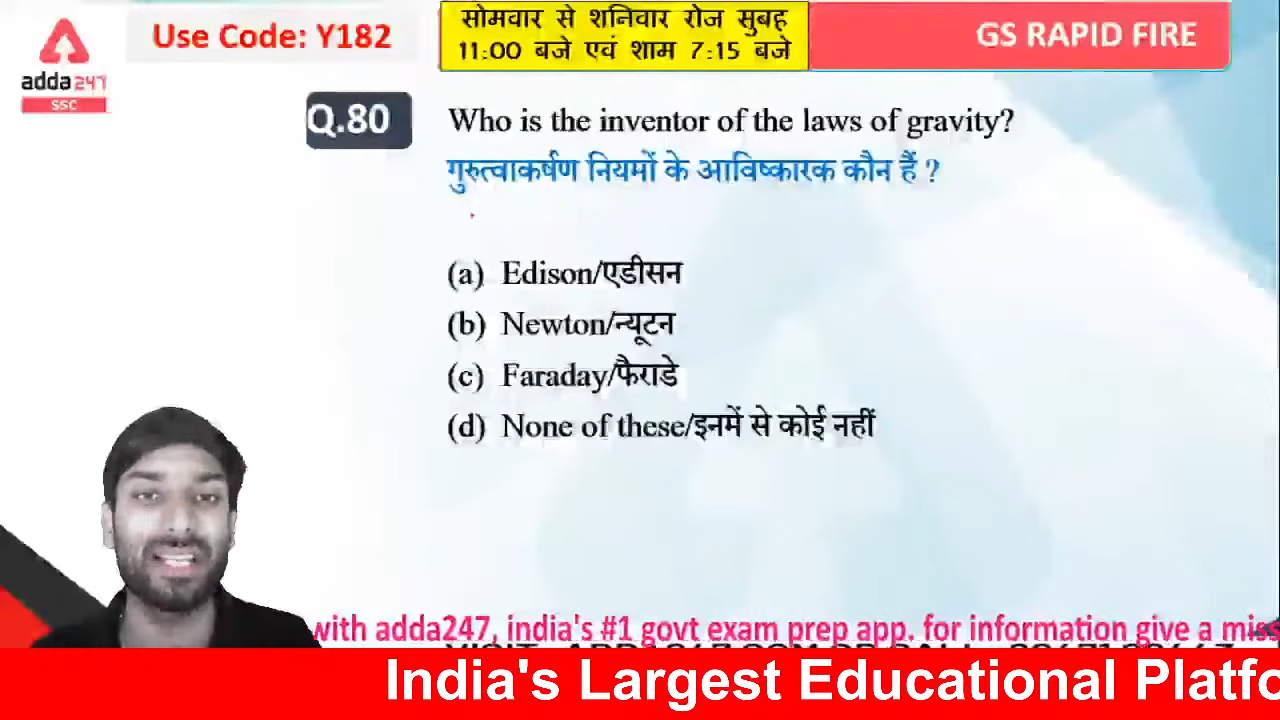 Use Code: Y182
सोमवार से शनिवार रोज सुबह
11:00 बजे एवं शाम 7:15 बजे
GS RAPID FIRE
adda247
SSC
Q.80
Who is the inventor of the laws of gravity?
गुरुत्वाकर्षण नियमों के आविष्कारक कौन हैं ?
(a) Edison/एडीसन
(b) Newton/न्यूटन
(c) Faraday/फैराडे
(d) None of these/इनमें से कोई नहीं
with adda247, india's #1 govt exam prep app. for information give a miss
India's Largest Educational Platfo